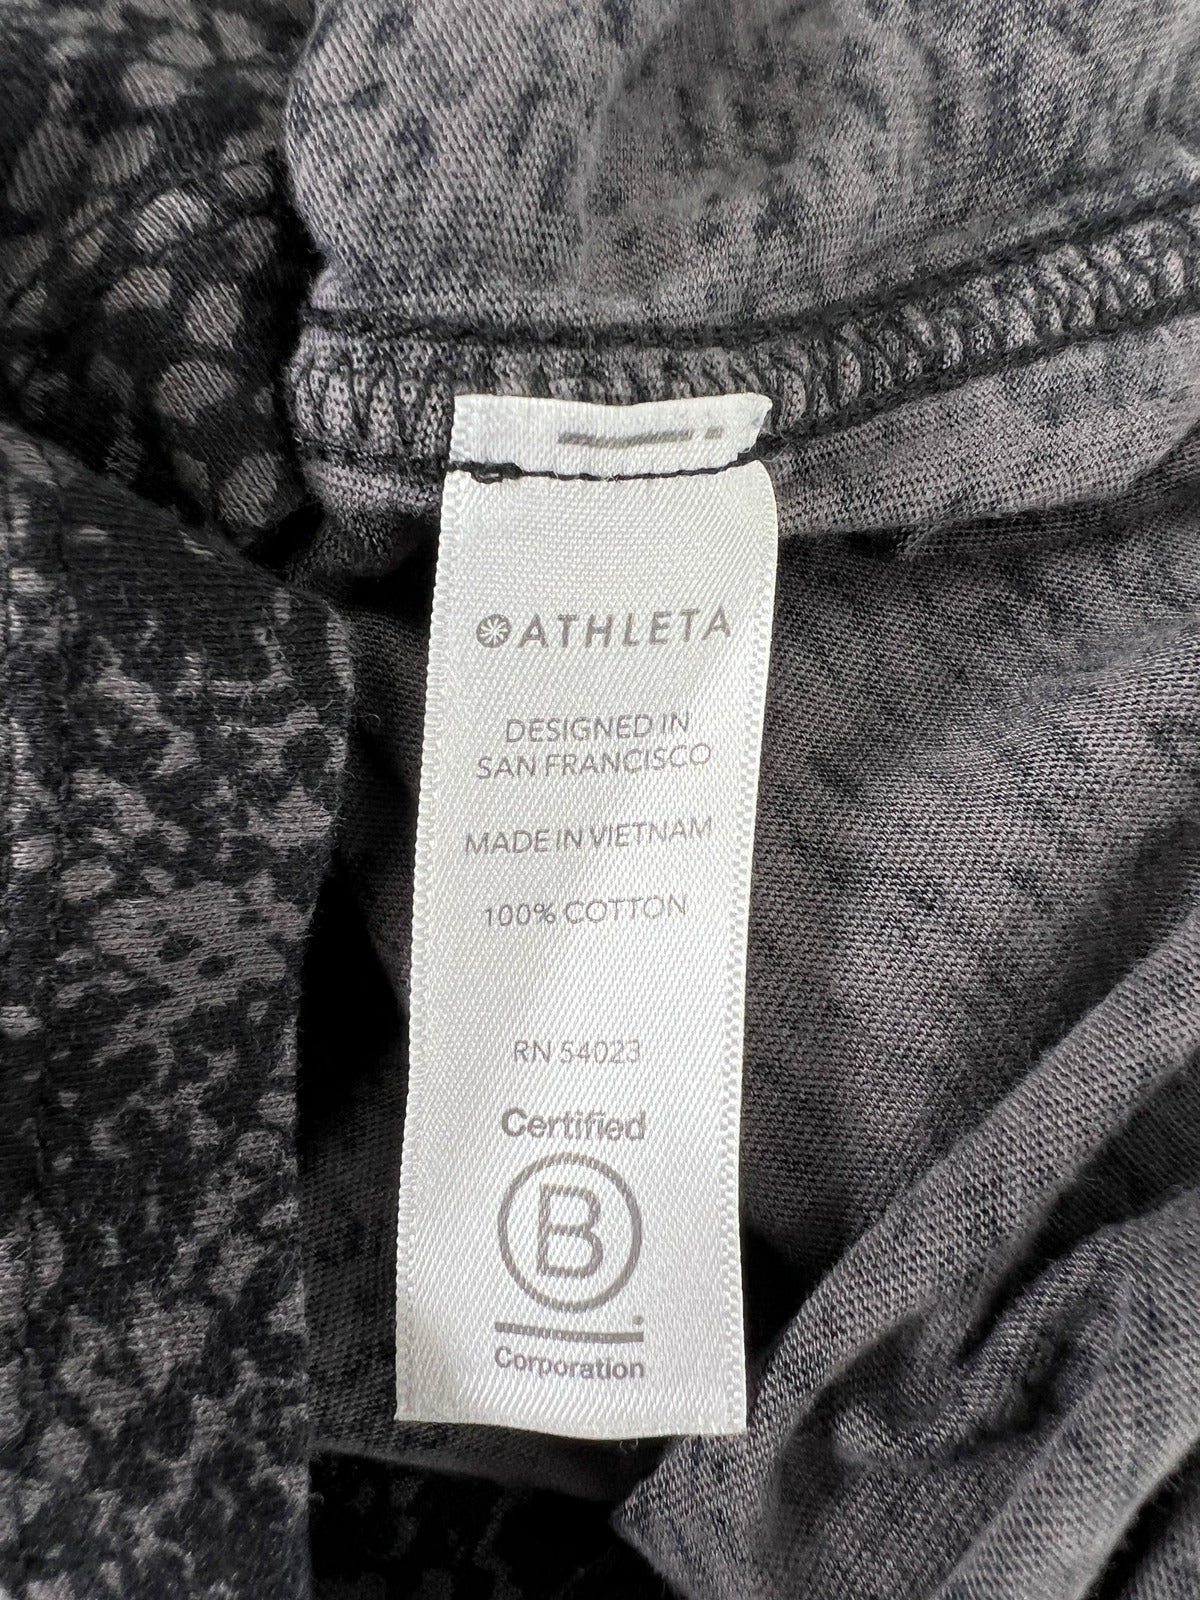 ATHLETA
DESIGNED IN
SAN FRANCISCO
MADE IN VIETNAM
100% COTTON
RN 54023
Certified
B
Corporation